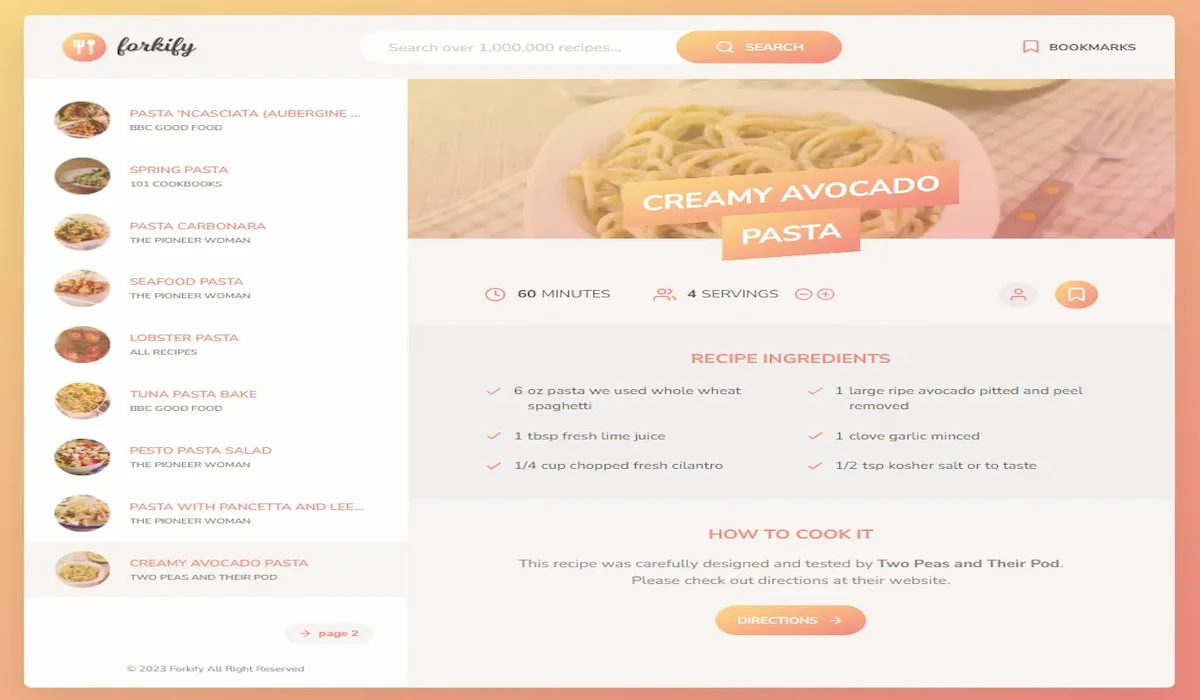 forkify
Search over 1,000,000 recipes...
SEARCH
BOOKMARKS
PASTA 'NCASCIATA (AUBERGINE ...
BBC GOOD FOOD
SPRING PASTA
101 COOKBOOKS
PASTA CARBONARA
THE PIONEER WOMAN
SEAFOOD PASTA
THE PIONEER WOMAN
LOBSTER PASTA
ALL RECIPES
TUNA PASTA BAKE
BBC GOOD FOOD
PESTO PASTA SALAD
THE PIONEER WOMAN
PASTA WITH PANCETTA AND LEE...
THE PIONEER WOMAN
CREAMY AVOCADO PASTA
TWO PEAS AND THEIR POD
page 2
© 2023 Forkify All Right Reserved
CREAMY AVOCADO
PASTA
60 MINUTES
4 SERVINGS
RECIPE INGREDIENTS
6 oz pasta we used whole wheat
spaghetti
1 large ripe avocado pitted and peel
removed
1 tbsp fresh lime juice
1 clove garlic minced
1/4 cup chopped fresh cilantro
1/2 tsp kosher salt or to taste
HOW TO COOK IT
This recipe was carefully designed and tested by Two Peas and Their Pod.
Please check out directions at their website.
DIRECTIONS